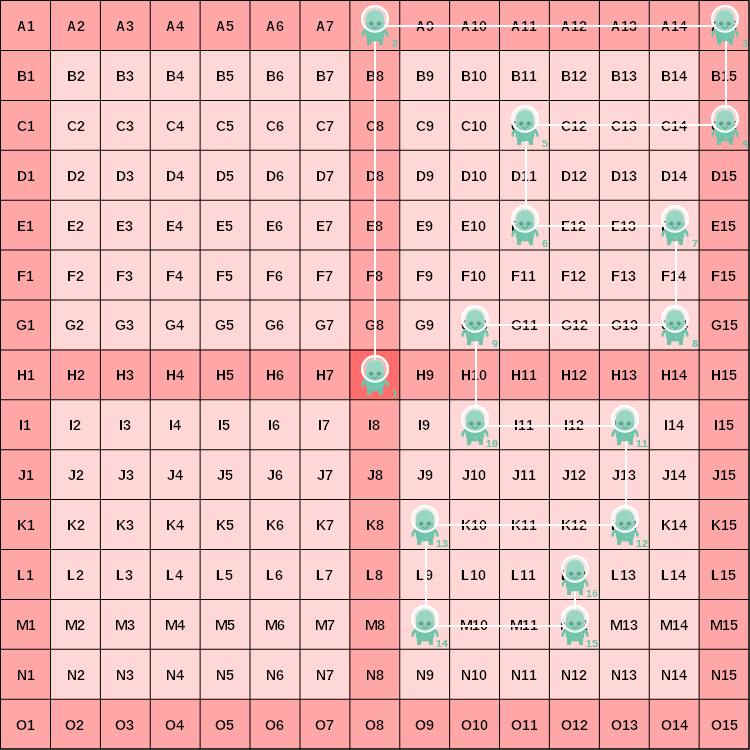 A1 A2 A3 A4 A5 A6 A7 2 A9 A10 A11 A12 A13 A14 3
B1 B2 B3 B4 B5 B6 B7 B8 B9 B10 B11 B12 B13 B14 B15
C1 C2 C3 C4 C5 C6 C7 C8 C9 C10 5 C12 C13 C14 4
D1 D2 D3 D4 D5 D6 D7 D8 D9 D10 D11 D12 D13 D14 D15
E1 E2 E3 E4 E5 E6 E7 E8 E9 E10 6 E12 E13 7 E15
F1 F2 F3 F4 F5 F6 F7 F8 F9 F10 F11 F12 F13 F14 F15
G1 G2 G3 G4 G5 G6 G7 G8 G9 9 G11 G12 G13 8 G15
H1 H2 H3 H4 H5 H6 H7 1 H9 H10 H11 H12 H13 H14 H15
I1 I2 I3 I4 I5 I6 I7 I8 I9 10 I11 I12 11 I14 I15
J1 J2 J3 J4 J5 J6 J7 J8 J9 J10 J11 J12 J13 J14 J15
K1 K2 K3 K4 K5 K6 K7 K8 13 K10 K11 K12 12 K14 K15
L1 L2 L3 L4 L5 L6 L7 L8 L9 L10 L11 16 L13 L14 L15
M1 M2 M3 M4 M5 M6 M7 M8 14 M10 M11 15 M13 M14 M15
N1 N2 N3 N4 N5 N6 N7 N8 N9 N10 N11 N12 N13 N14 N15
O1 O2 O3 O4 O5 O6 O7 O8 O9 O10 O11 O12 O13 O14 O15